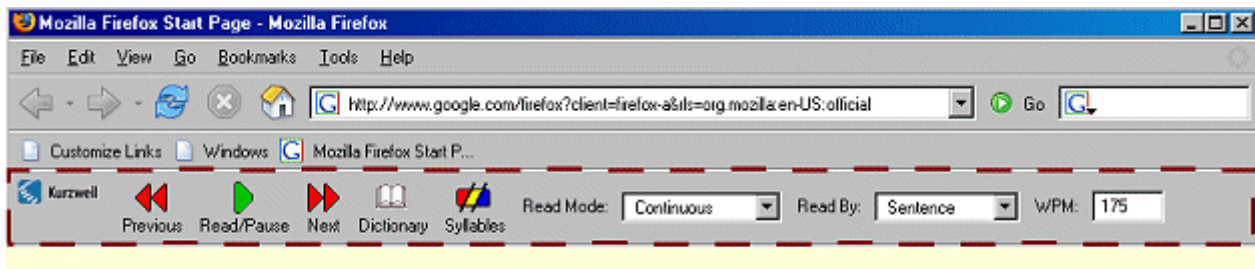 Mozilla Firefox Start Page - Mozilla Firefox
File Edit View Go Bookmarks Tools Help
http://www.google.com/firefox?client=firefox-a&rls=org.mozilla:en-US:official Go
Customize Links Windows Mozilla Firefox Start P...
Kurzweil Previous Read/Pause Next Dictionary Syllables Read Mode: Continuous Read By: Sentence WPM: 175